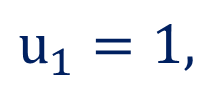 u₁ = 1,